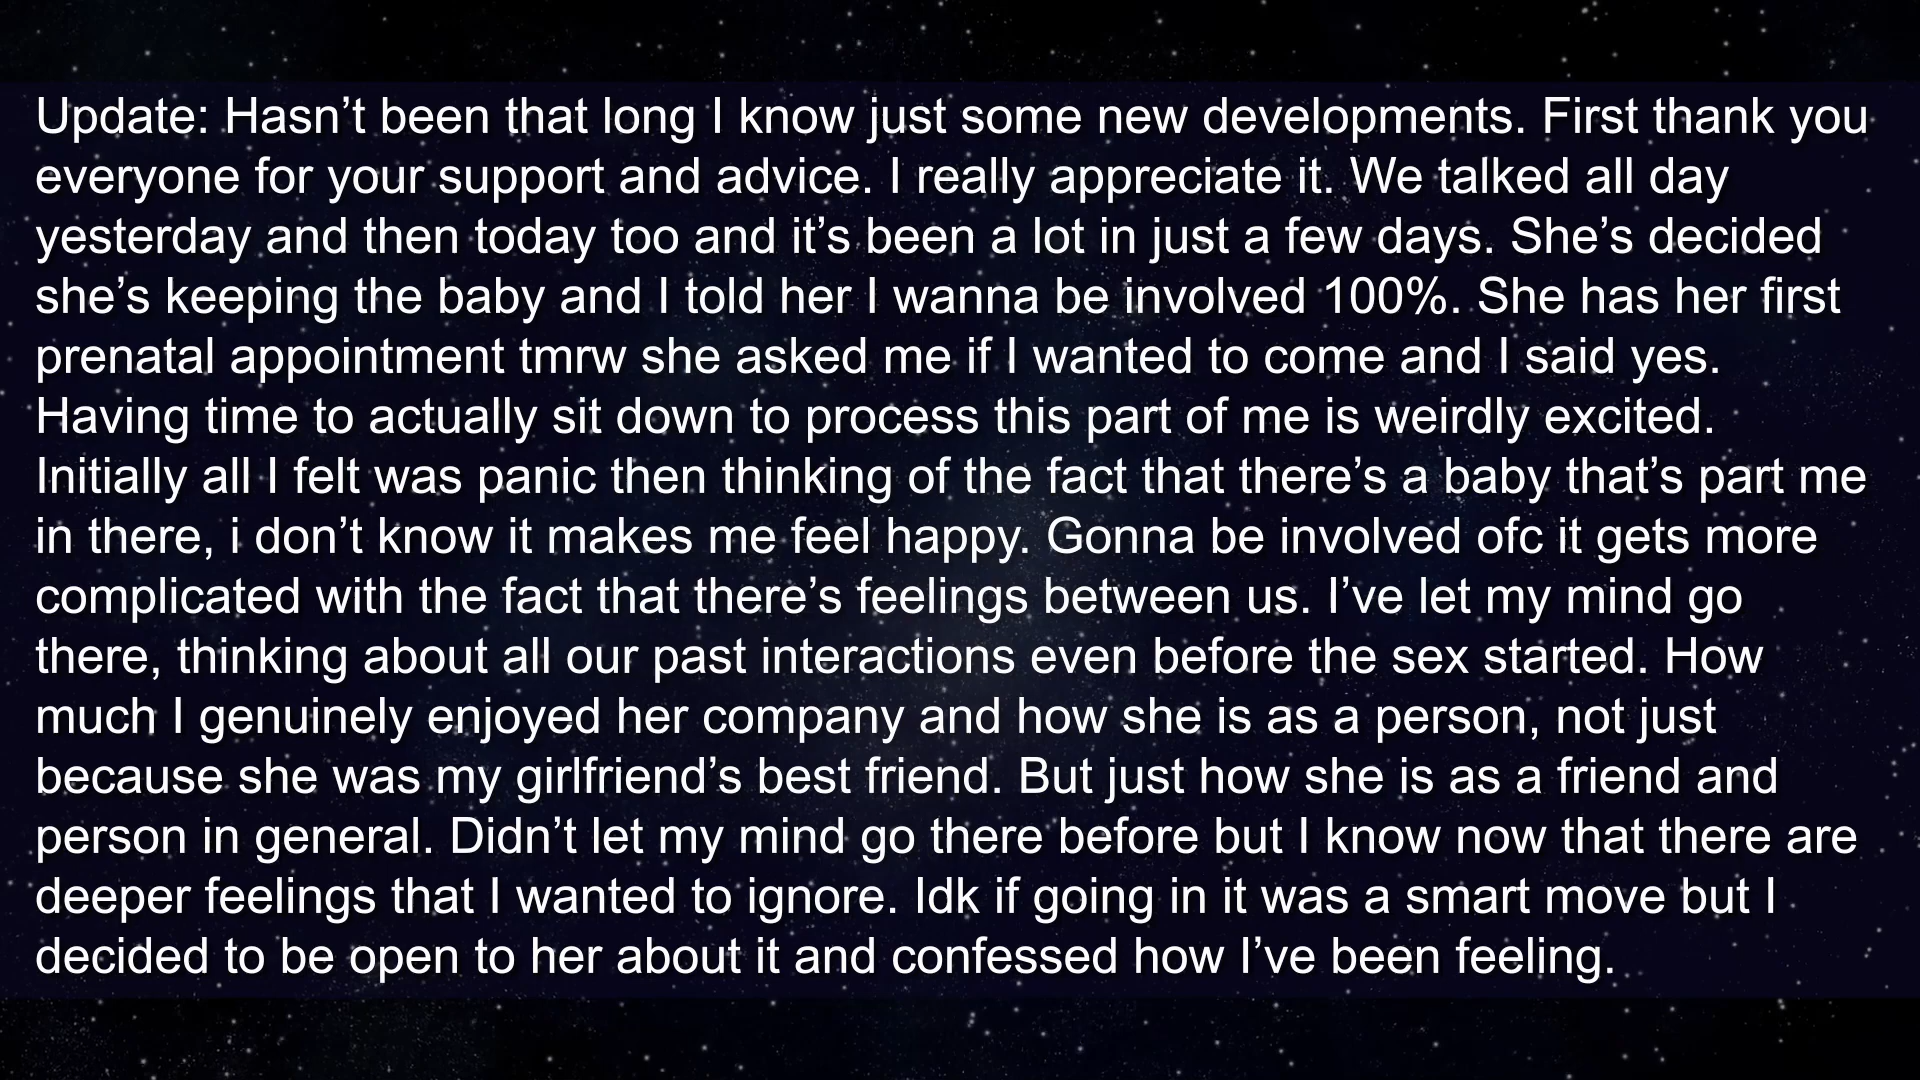 Update: Hasn’t been that long I know just some new developments. First thank you
everyone for your support and advice. I really appreciate it. We talked all day
yesterday and then today too and it’s been a lot in just a few days. She’s decided
she’s keeping the baby and I told her I wanna be involved 100%. She has her first
prenatal appointment tmrw she asked me if I wanted to come and I said yes.
Having time to actually sit down to process this part of me is weirdly excited.
Initially all I felt was panic then thinking of the fact that there’s a baby that’s part me
in there, i don’t know it makes me feel happy. Gonna be involved ofc it gets more
complicated with the fact that there’s feelings between us. I’ve let my mind go
there, thinking about all our past interactions even before the sex started. How
much I genuinely enjoyed her company and how she is as a person, not just
because she was my girlfriend’s best friend. But just how she is as a friend and
person in general. Didn’t let my mind go there before but I know now that there are
deeper feelings that I wanted to ignore. Idk if going in it was a smart move but I
decided to be open to her about it and confessed how I’ve been feeling.